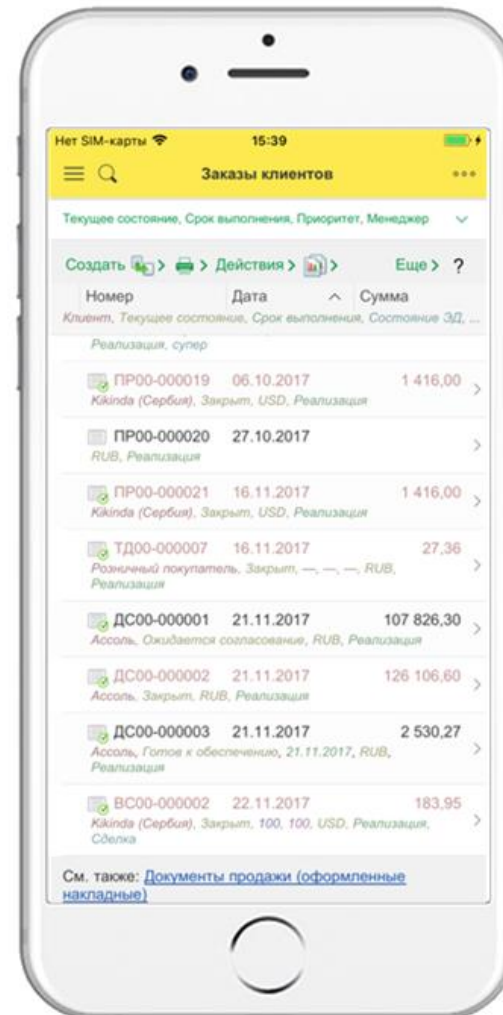 Нет SIM-карты 15:39
Заказы клиентов
Текущее состояние, Срок выполнения, Приоритет, Менеджер
Создать Действия Еще ?
Номер Дата Сумма
Клиент, Текущее состояние, Срок выполнения, Состояние ЭД, ...
Реализация, супер
ПР00-000019 06.10.2017 1 416,00
Kikinda (Сербия), Закрыт, USD, Реализация
ПР00-000020 27.10.2017
RUB, Реализация
ПР00-000021 16.11.2017 1 416,00
Kikinda (Сербия), Закрыт, USD, Реализация
ТД00-000007 16.11.2017 27,36
Розничный покупатель, Закрыт, —, —, —, RUB,
Реализация
ДС00-000001 21.11.2017 107 826,30
Ассоль, Ожидается согласование, RUB, Реализация
ДС00-000002 21.11.2017 126 106,60
Ассоль, Закрыт, RUB, Реализация
ДС00-000003 21.11.2017 2 530,27
Ассоль, Готов к обеспечению, 21.11.2017, RUB,
Реализация
ВС00-000002 22.11.2017 183,95
Kikinda (Сербия), Закрыт, 100, 100, USD, Реализация,
Сделка
См. также: Документы продажи (оформленные
накладные)